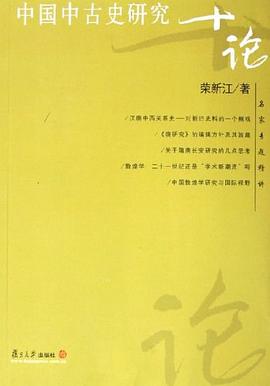 中国中古史研究
十论
荣新江/著
名家专题精讲
/汉唐中西关系史——对新旧史料的一个概观
/《唐研究》的编辑方针及其旨趣
/关于隋唐长安研究的几点思考
/敦煌学：二十一世纪还是“学术新潮流”吗
/中国敦煌学研究与国际视野
论
复旦大学出版社